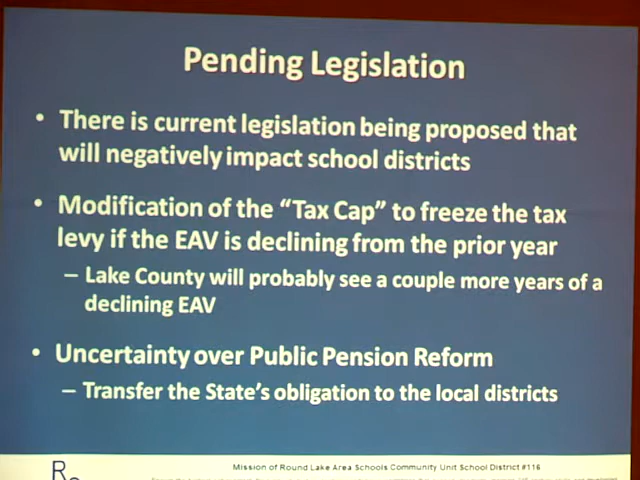 Pending Legislation
• There is current legislation being proposed that
will negatively impact school districts
• Modification of the “Tax Cap” to freeze the tax
levy if the EAV is declining from the prior year
– Lake County will probably see a couple more years of a
declining EAV
• Uncertainty over Public Pension Reform
– Transfer the State’s obligation to the local districts
Mission of Round Lake Area Schools Community Unit School District #116
R